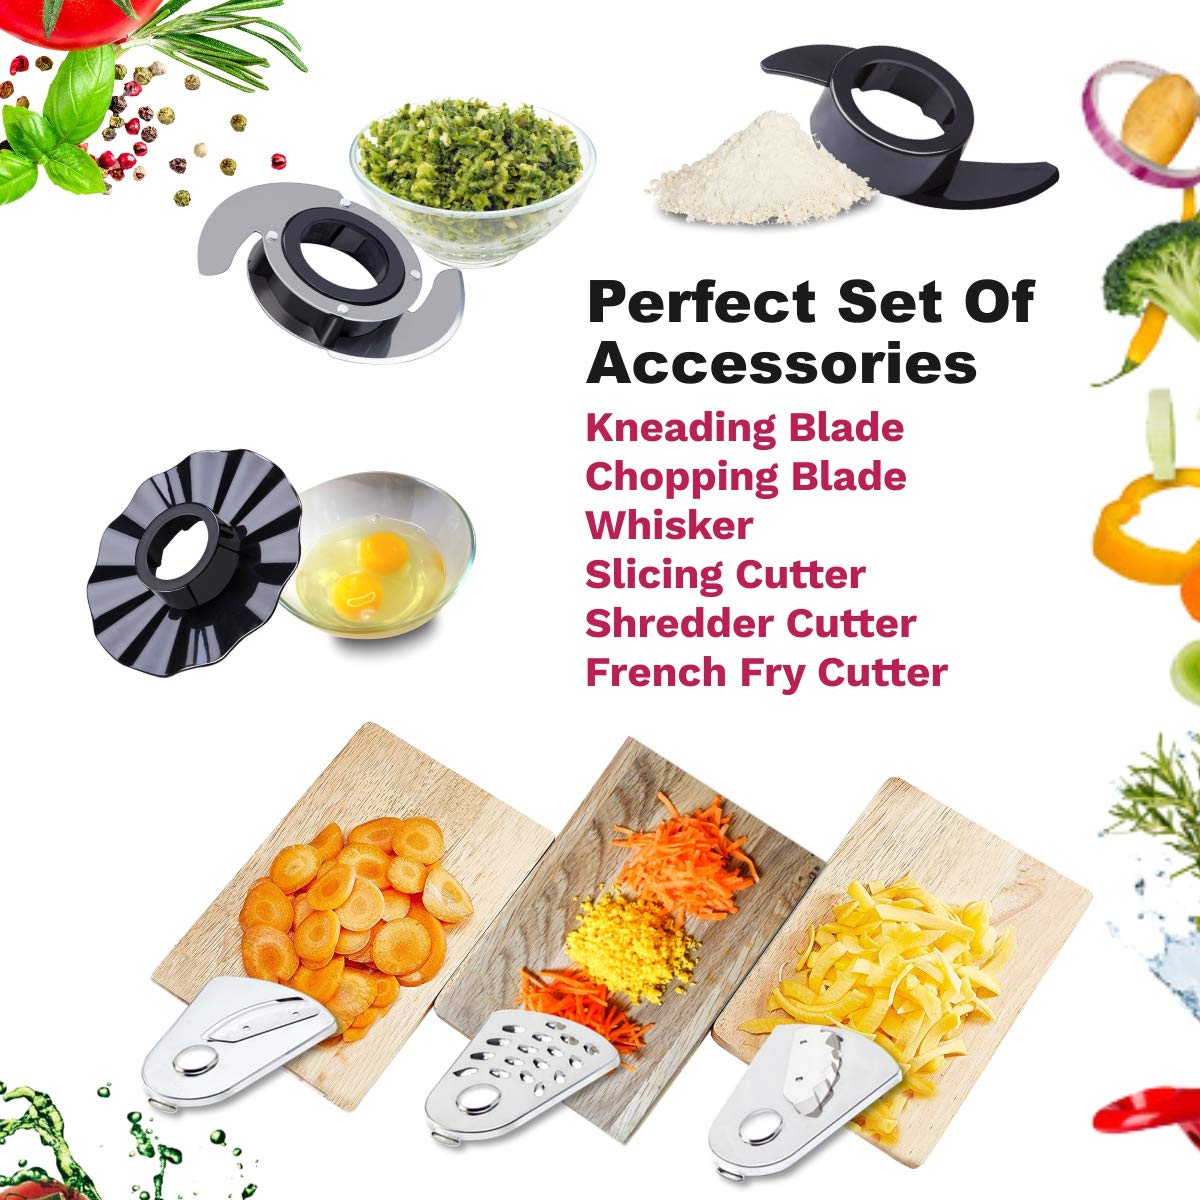 Perfect Set Of
Accessories
Kneading Blade
Chopping Blade
Whisker
Slicing Cutter
Shredder Cutter
French Fry Cutter